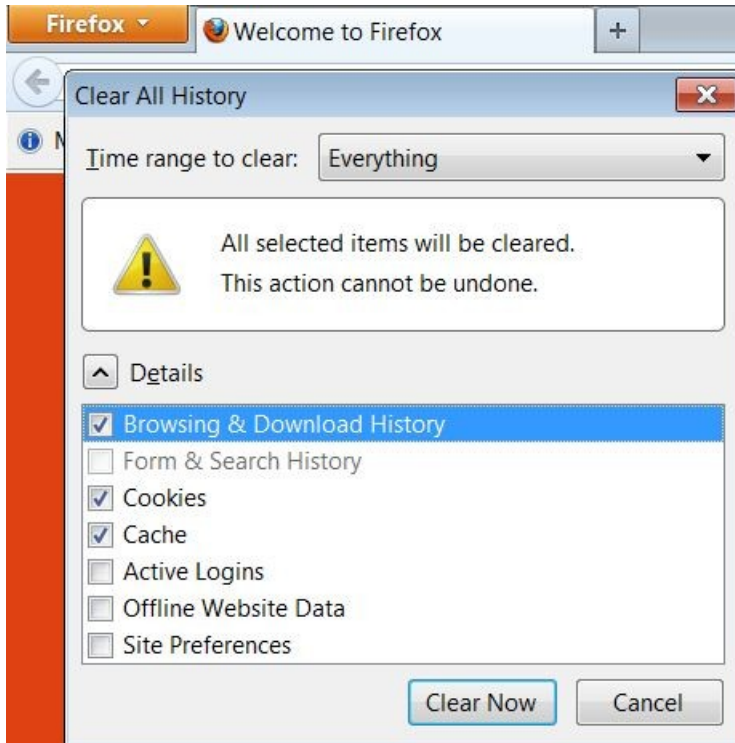 Firefox
Welcome to Firefox
Clear All History
Time range to clear: Everything
All selected items will be cleared.
This action cannot be undone.
Details
Browsing & Download History
Form & Search History
Cookies
Cache
Active Logins
Offline Website Data
Site Preferences
Clear Now Cancel